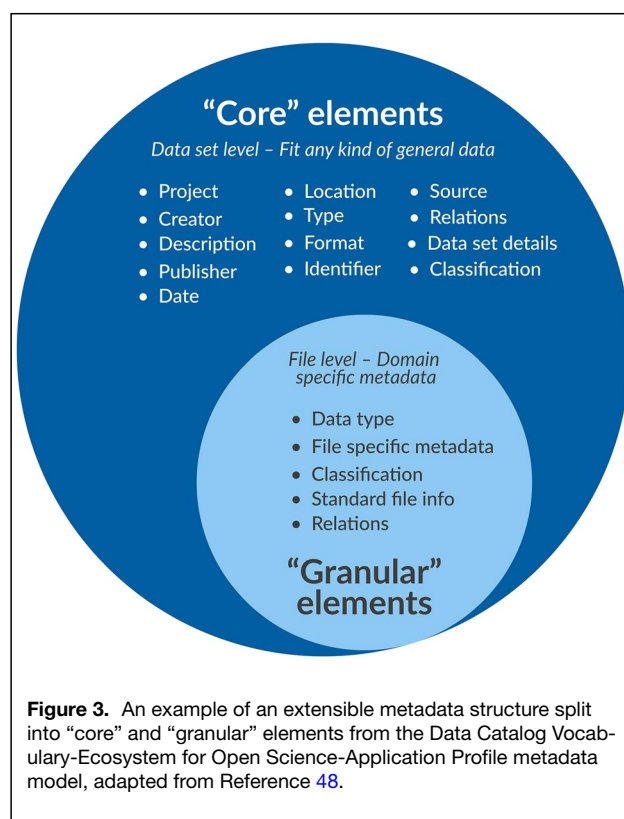 “Core” elements
Data set level – Fit any kind of general data
• Project
• Creator
• Description
• Publisher
• Date
• Location
• Type
• Format
• Identifier
• Source
• Relations
• Data set details
• Classification
File level – Domain
specific metadata
• Data type
• File specific metadata
• Classification
• Standard file info
• Relations
“Granular”
elements
Figure 3. An example of an extensible metadata structure split
into “core” and “granular” elements from the Data Catalog Vocab-
ulary-Ecosystem for Open Science-Application Profile metadata
model, adapted from Reference 48.